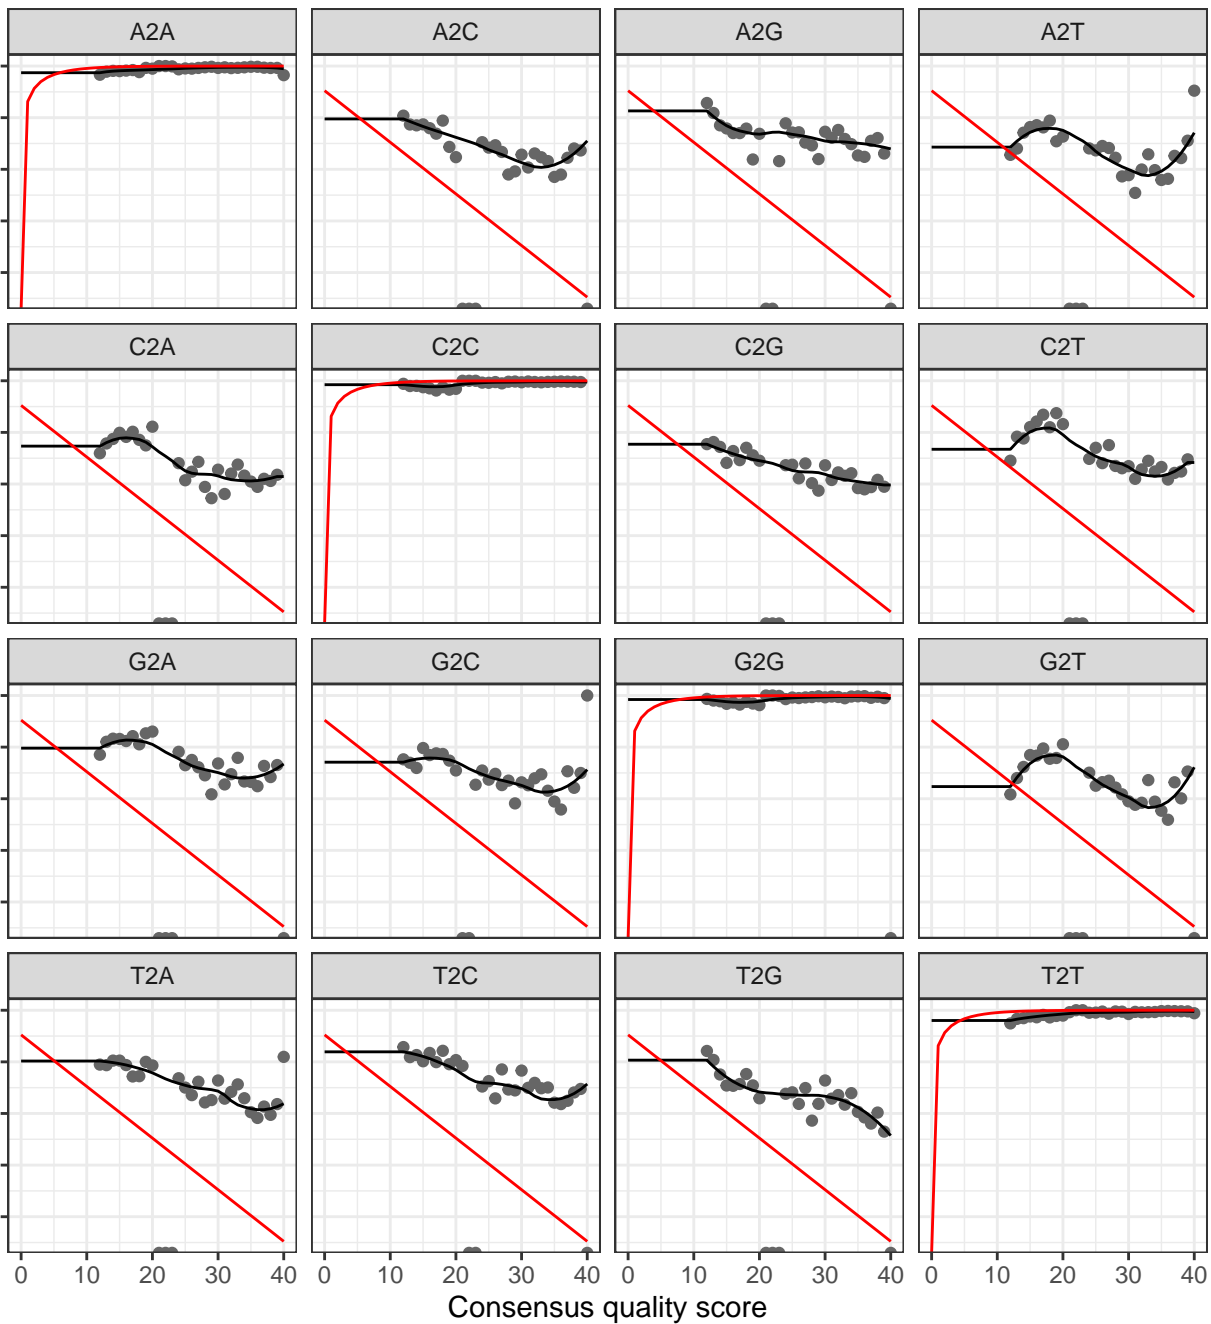 A2A A2C A2G A2T
C2A C2C C2G C2T
G2A G2C G2G G2T
T2A T2C T2G T2T
0 10 20 30 40 0 10 20 30 40 0 10 20 30 40 0 10 20 30 40
Consensus quality score